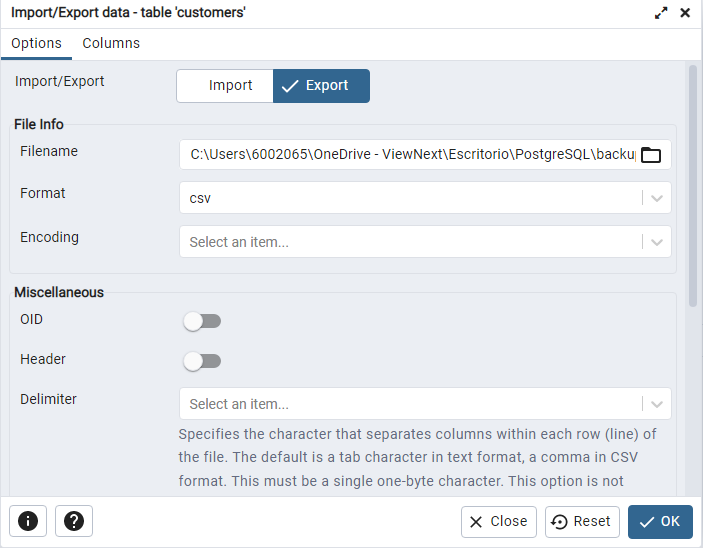 Import/Export data - table 'customers'
Options Columns
Import/Export Import Export
File Info
Filename C:\Users\6002065\OneDrive - ViewNext\Escritorio\PostgreSQL\backup
Format csv
Encoding Select an item...
Miscellaneous
OID
Header
Delimiter Select an item...
Specifies the character that separates columns within each row (line) of
the file. The default is a tab character in text format, a comma in CSV
format. This must be a single one-byte character. This option is not
Close Reset OK